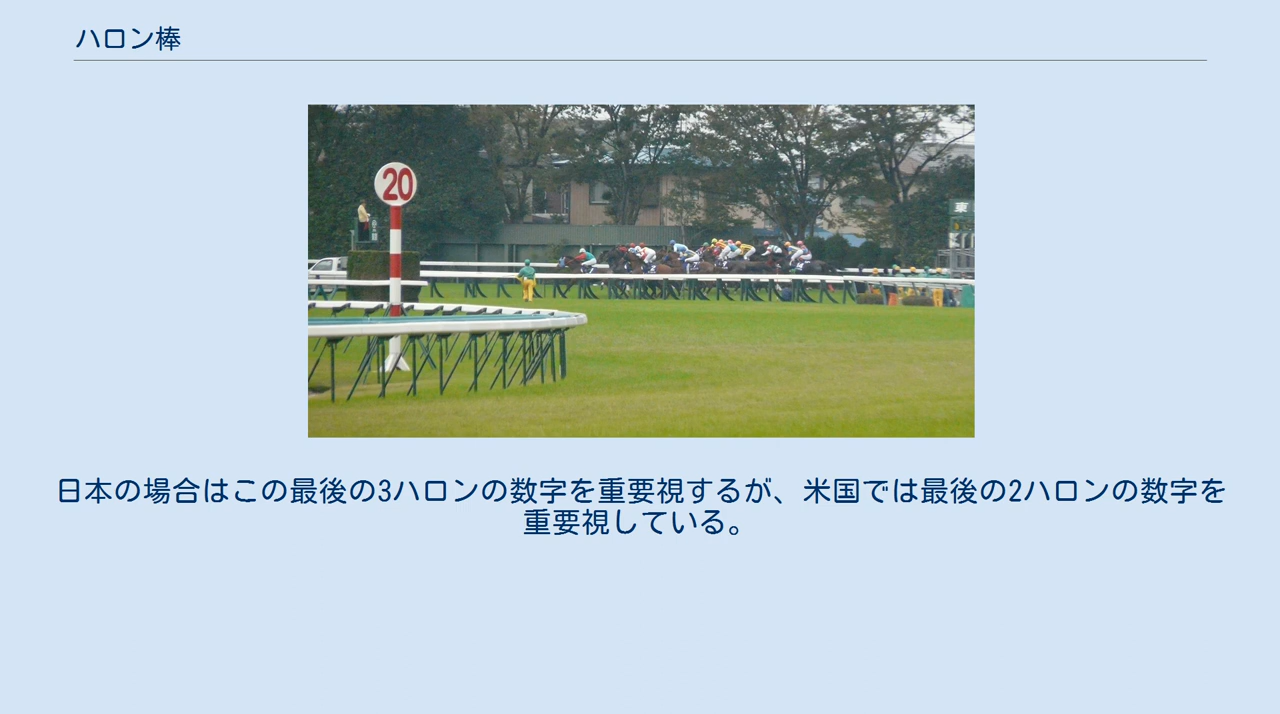 ハロン棒
20
東
日本の場合はこの最後の3ハロンの数字を重要視するが、米国では最後の2ハロンの数字を
重要視している。